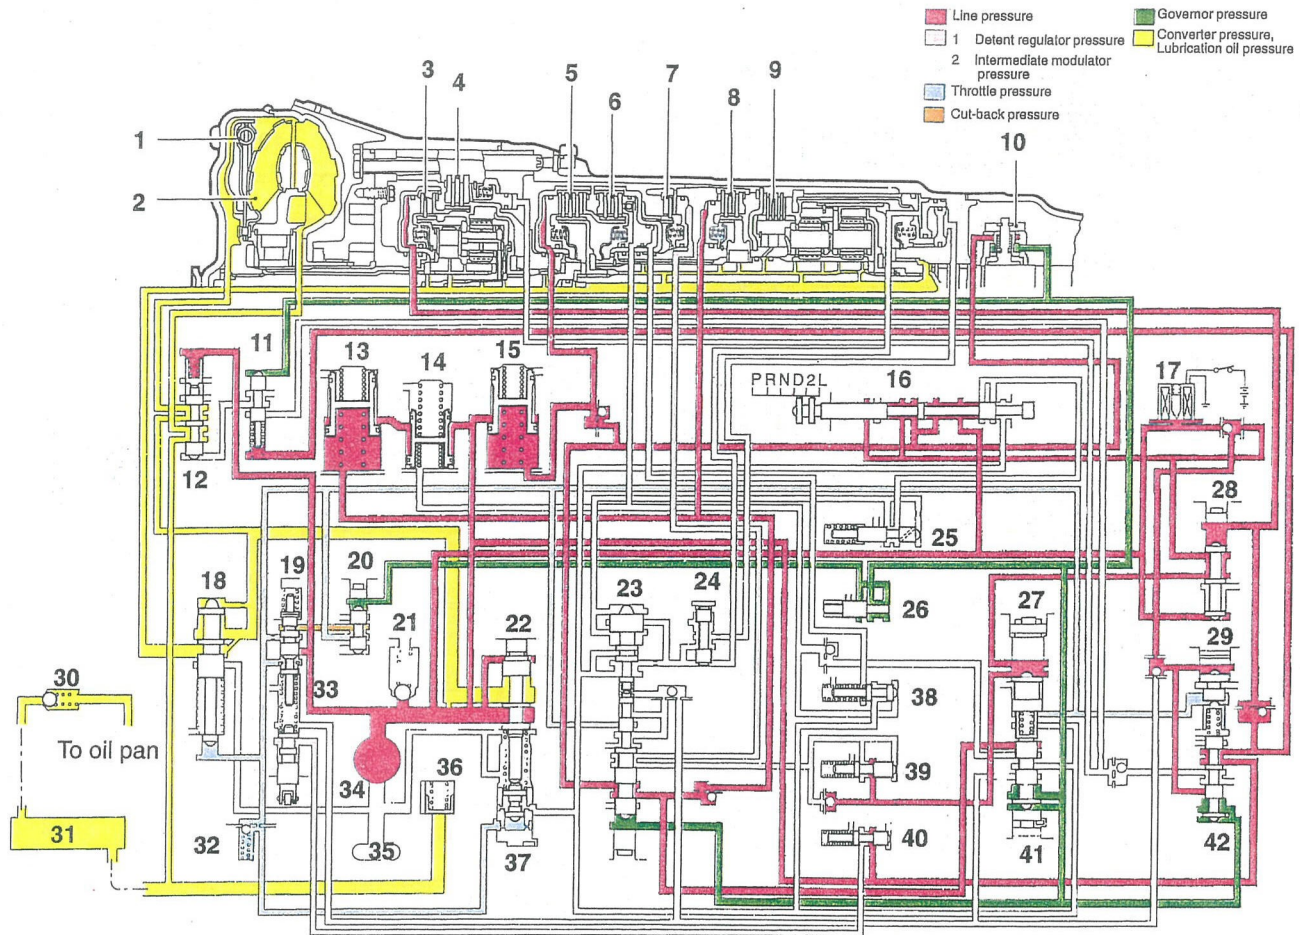 Line pressure
1 Detent regulator pressure
2 Intermediate modulator
pressure
Throttle pressure
Cut-back pressure
Governor pressure
Converter pressure,
Lubrication oil pressure
3 4 5 6 7 8 9
1
10
2
11 13 14 15 16 17
PRND2L
12
28
25
18 19 20 21 22 23 24
26 27
29
30
33
38
To oil pan
34 36
39
31 32 35 37
40 41 42